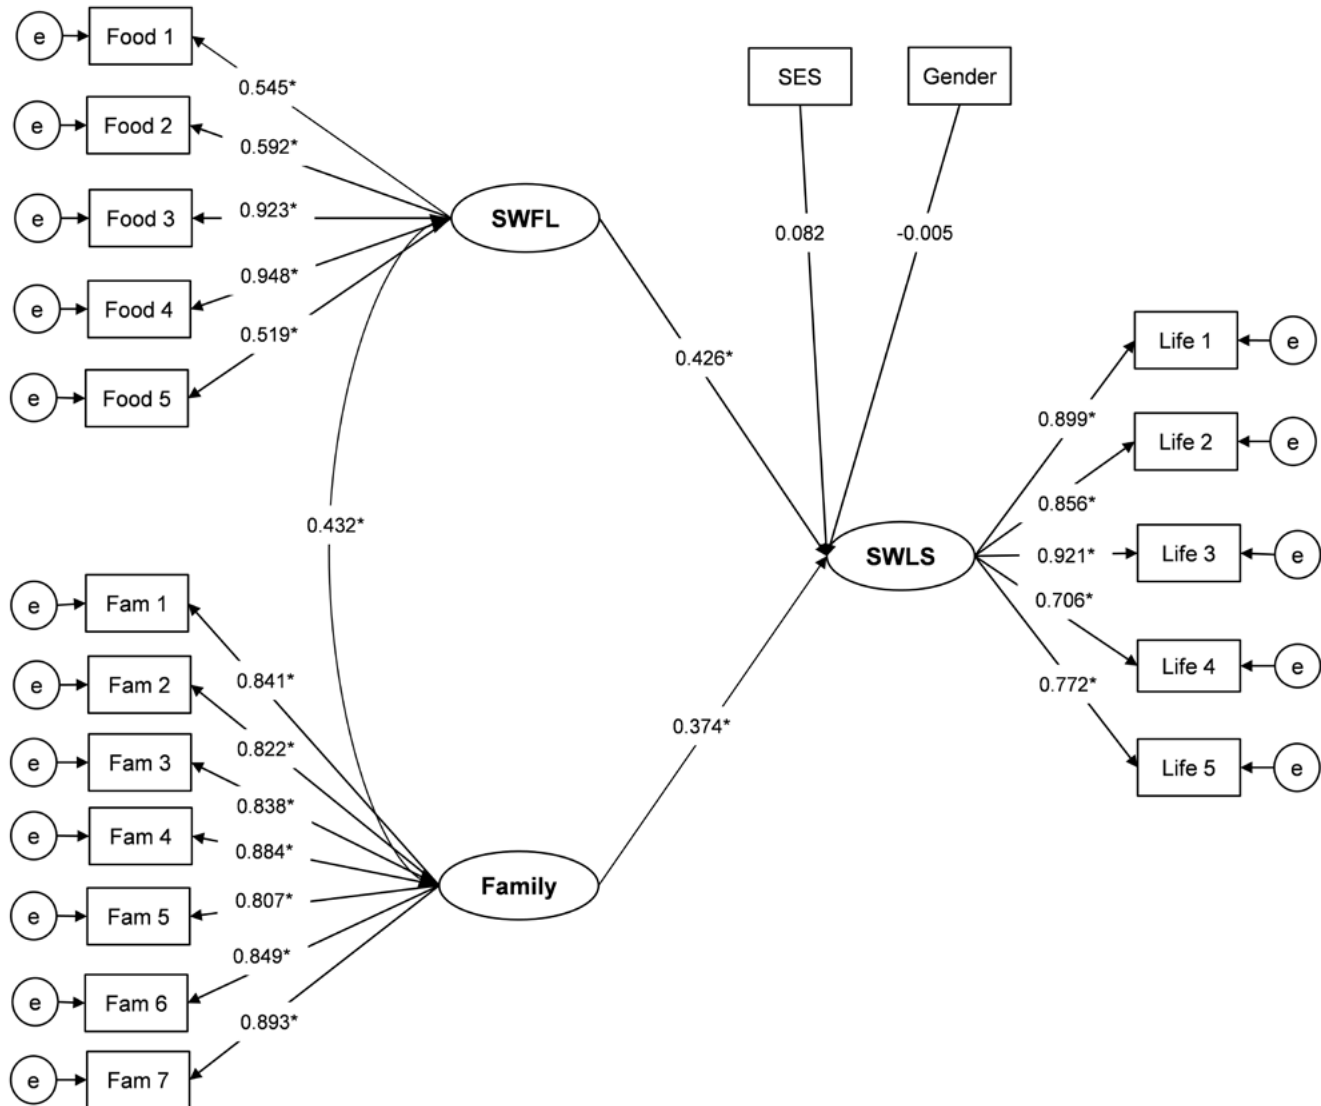 e
Food 1
0.545*
e
Food 2
0.592*
e
Food 3
0.923*
e
Food 4
0.948*
e
Food 5
0.519*
SWFL
SES
Gender
0.082
-0.005
0.426*
0.432*
e
Fam 1
0.841*
e
Fam 2
0.822*
e
Fam 3
0.838*
e
Fam 4
0.884*
e
Fam 5
0.807*
e
Fam 6
0.849*
e
Fam 7
0.893*
Family
0.374*
SWLS
0.899*
Life 1
e
0.856*
Life 2
e
0.921*
Life 3
e
0.706*
Life 4
e
0.772*
Life 5
e